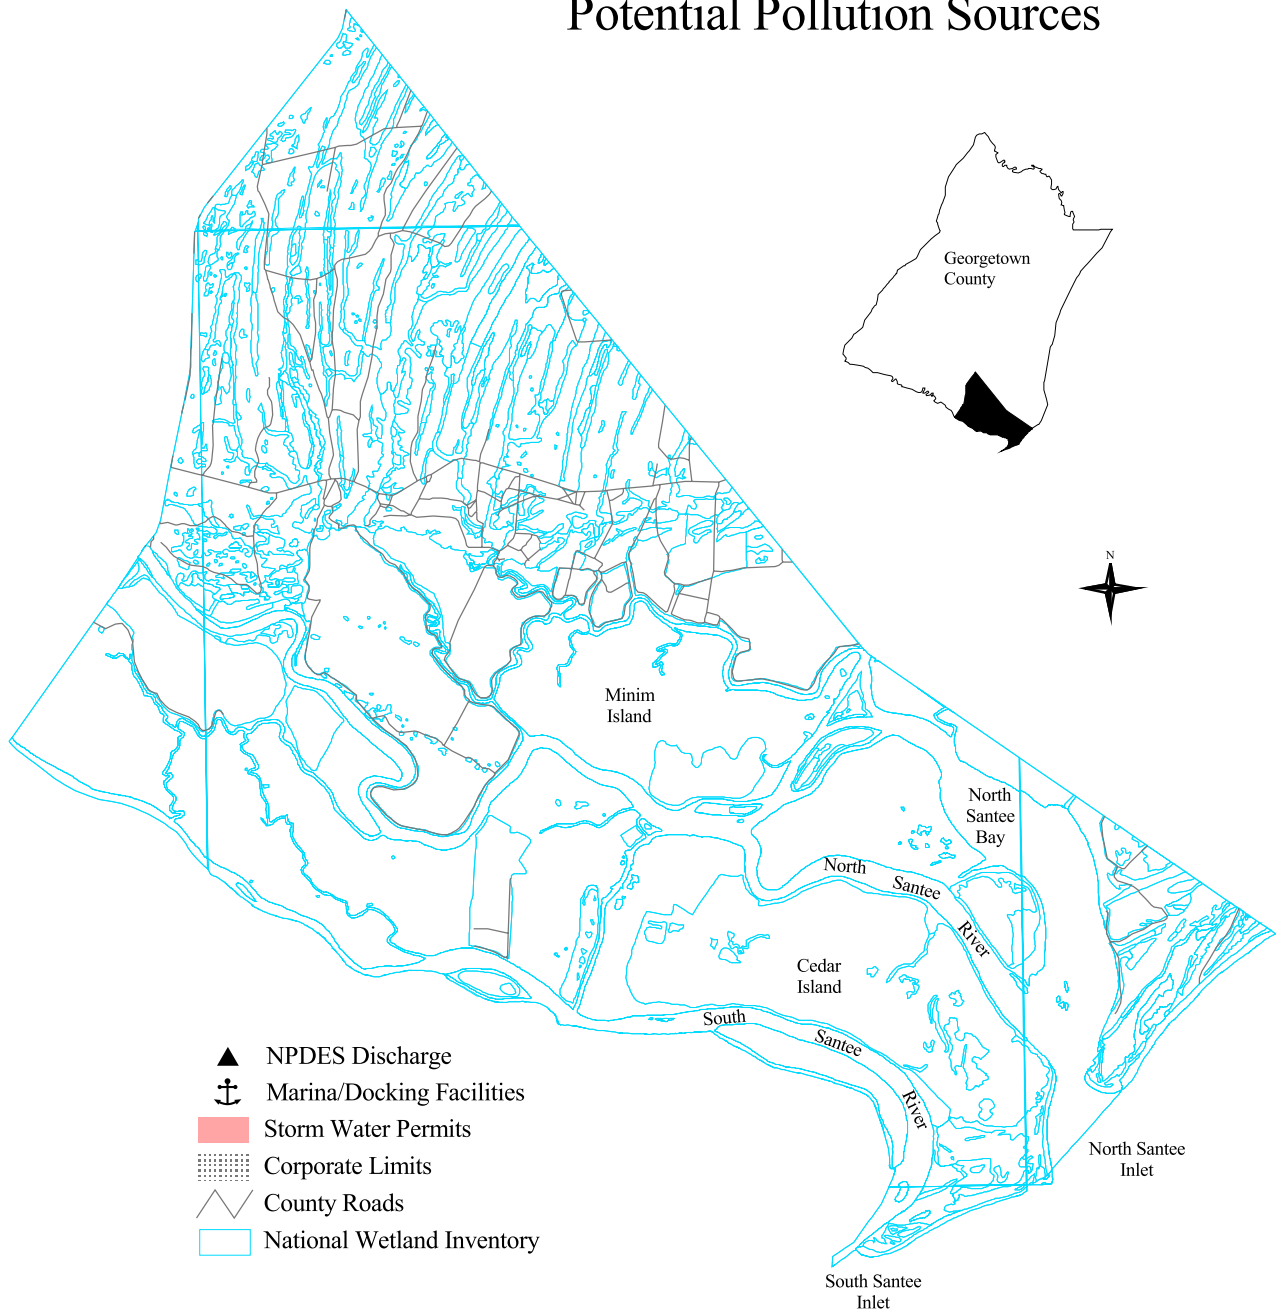 Potential Pollution Sources
Georgetown
County
N
Minim
Island
North
Santee
Bay
North Santee River
Cedar
Island
South Santee River
North Santee
Inlet
South Santee
Inlet
NPDES Discharge
Marina/Docking Facilities
Storm Water Permits
Corporate Limits
County Roads
National Wetland Inventory